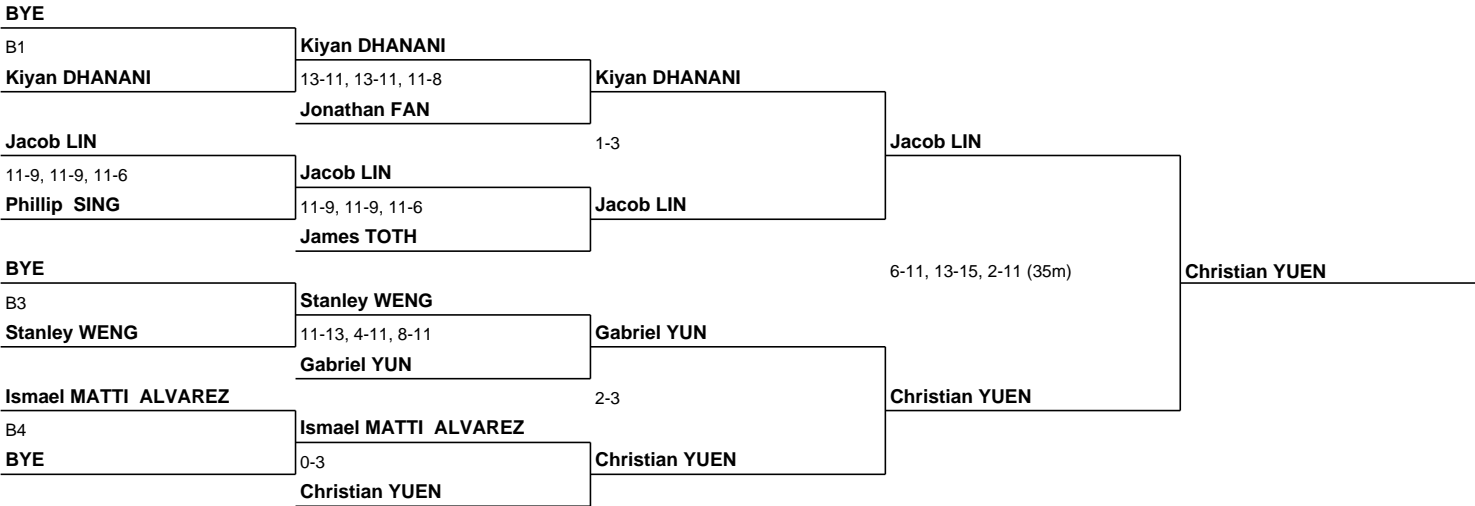 BYE
B1
Kiyan DHANANI
Jacob LIN
11-9, 11-9, 11-6
Phillip SING
BYE
B3
Stanley WENG
Ismael MATTI ALVAREZ
B4
BYE
Kiyan DHANANI
13-11, 13-11, 11-8
Jonathan FAN
Jacob LIN
11-9, 11-9, 11-6
James TOTH
Stanley WENG
11-13, 4-11, 8-11
Gabriel YUN
Ismael MATTI ALVAREZ
0-3
Christian YUEN
Kiyan DHANANI
1-3
Jacob LIN
Gabriel YUN
2-3
Christian YUEN
Jacob LIN
6-11, 13-15, 2-11 (35m)
Christian YUEN
Christian YUEN